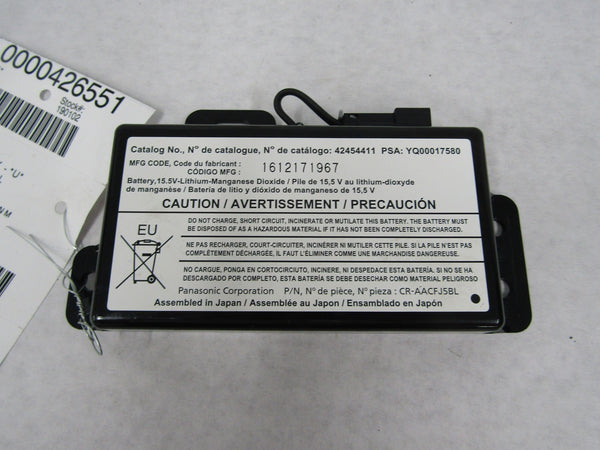 0000426551
Stock#:
190102
Catalog No., Nº de catalogue, Nº de catálogo: 42454411 PSA: YQ00017580
MFG CODE, Code du fabricant :
CÓDIGO MFG :
1612171967
Battery,15.5V-Lithium-Manganese Dioxide / Pile de 15,5 V au lithium-dioxyde
de manganèse / Batería de litio y dióxido de manganeso de 15,5 V
CAUTION / AVERTISSEMENT / PRECAUCIÓN
EU
DO NOT CHARGE, SHORT CIRCUIT, INCINERATE OR MUTILATE THIS BATTERY. THE BATTERY MUST
BE DISPOSED OF AS A HAZARDOUS MATERIAL IF IT HAS NOT BEEN COMPLETELY DISCHARGED.
NE PAS RECHARGER, COURT-CIRCUITER, INCINÉRER NI MUTILER CETTE PILE. SI ELLE N'EST PAS
COMPLÈTEMENT DÉCHARGÉE, IL FAUT L'ÉLIMINER COMME UNE MARCHANDISE DANGEREUSE.
NO CARGUE, PONGA EN CORTOCIRCUITO, INCINERE, NI DESPEDACE ESTA BATERÍA. SI NO SE HA
DESCARGADO POR COMPLETO, SE DEBE DESECHAR ESTA BATERÍA COMO MATERIAL PELIGROSO
Panasonic Corporation P/N, Nº de pièce, Nº pieza : CR-AACFJ5BL
Assembled in Japan / Assemblée au Japon / Ensamblado en Japón